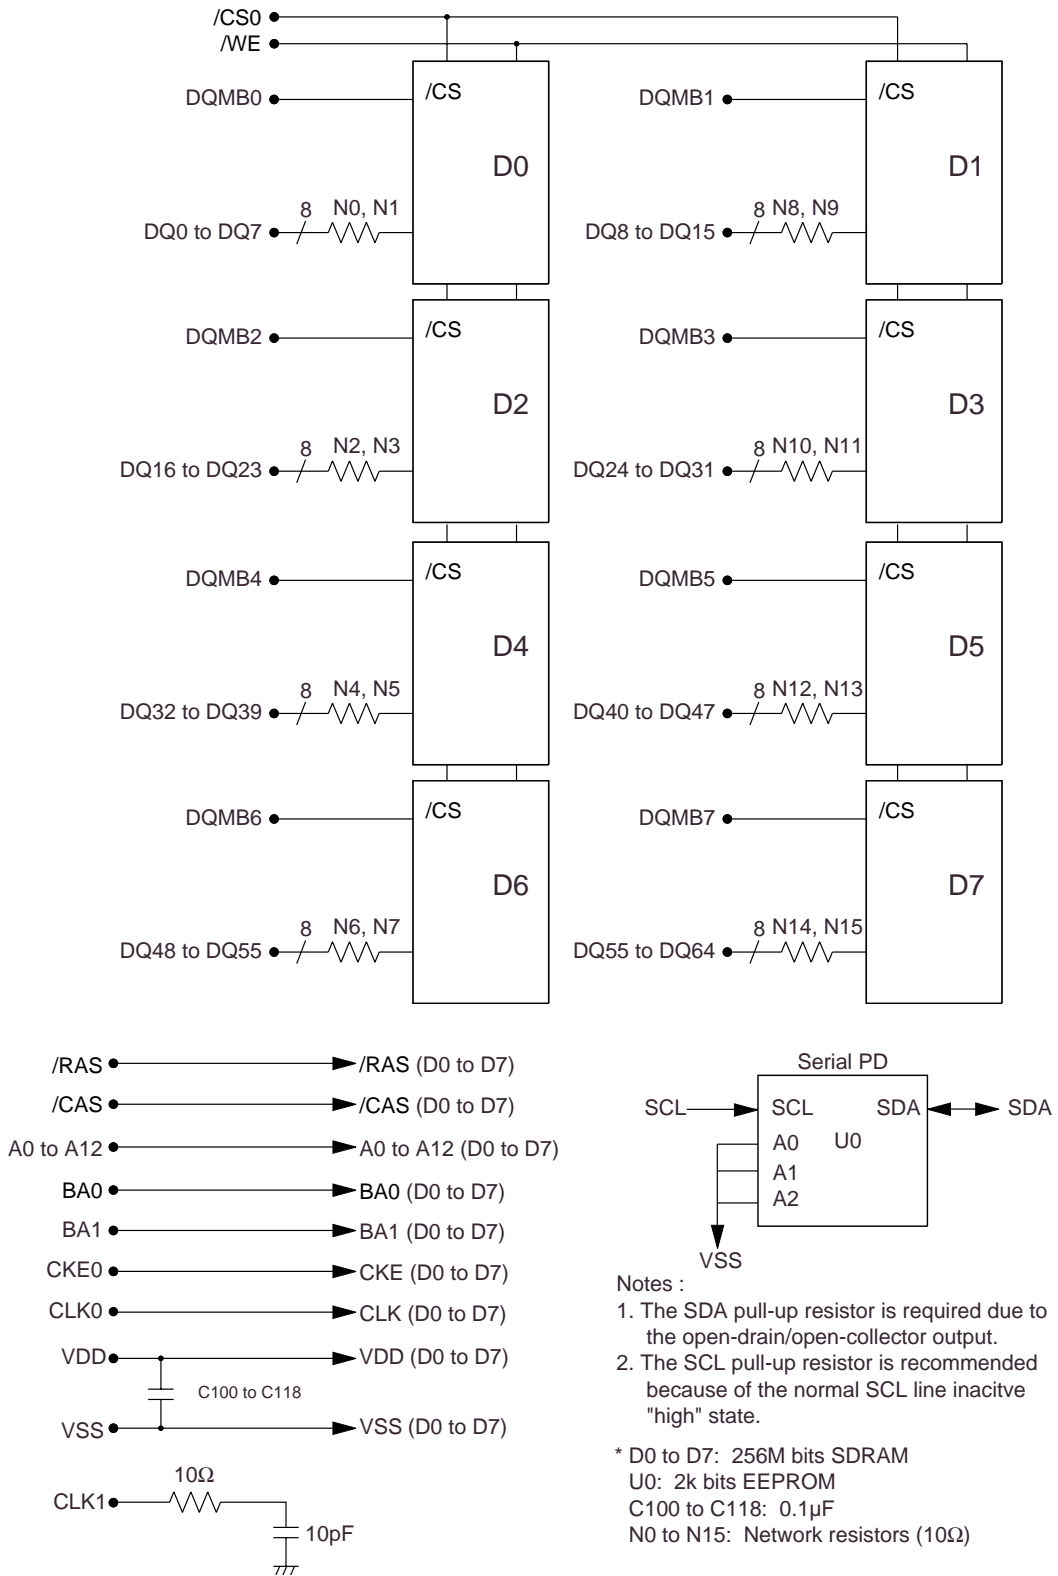 /CS0
/WE
DQMB0
/CS
D0
8 N0, N1
DQ0 to DQ7
DQMB1
/CS
D1
8 N8, N9
DQ8 to DQ15
DQMB2
/CS
D2
8 N2, N3
DQ16 to DQ23
DQMB3
/CS
D3
8 N10, N11
DQ24 to DQ31
DQMB4
/CS
D4
8 N4, N5
DQ32 to DQ39
DQMB5
/CS
D5
8 N12, N13
DQ40 to DQ47
DQMB6
/CS
D6
8 N6, N7
DQ48 to DQ55
DQMB7
/CS
D7
8 N14, N15
DQ55 to DQ64
/RAS /RAS (D0 to D7)
/CAS /CAS (D0 to D7)
A0 to A12 A0 to A12 (D0 to D7)
BA0 BA0 (D0 to D7)
BA1 BA1 (D0 to D7)
CKE0 CKE (D0 to D7)
CLK0 CLK (D0 to D7)
VDD VDD (D0 to D7)
C100 to C118
VSS VSS (D0 to D7)
10Ω
CLK1
10pF
Serial PD
SCL SCL SDA SDA
A0 U0
A1
A2
VSS
Notes :
1. The SDA pull-up resistor is required due to
the open-drain/open-collector output.
2. The SCL pull-up resistor is recommended
because of the normal SCL line inacitve
"high" state.
* D0 to D7: 256M bits SDRAM
U0: 2k bits EEPROM
C100 to C118: 0.1µF
N0 to N15: Network resistors (10Ω)